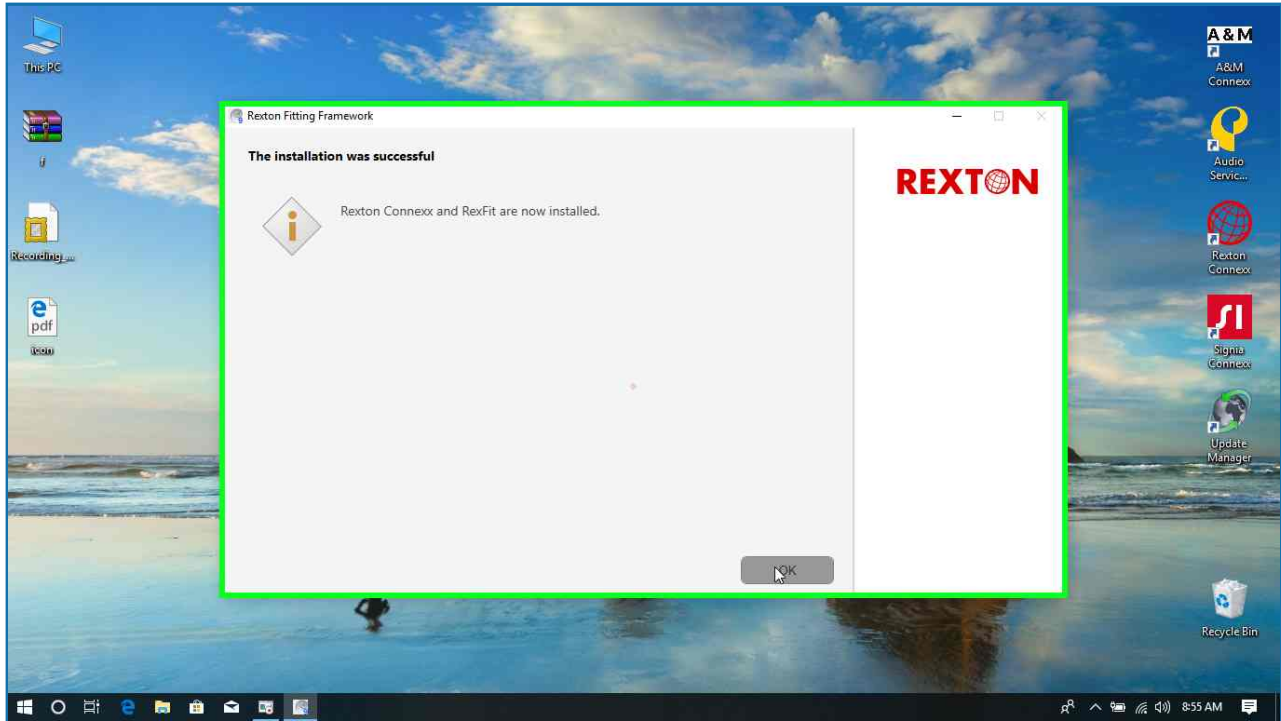 This PC
Recording_...
pdf
icon
Rexton Fitting Framework
The installation was successful
Rexton Connexx and RexFit are now installed.
REXTON
OK
A & M
A&M
Connexx
Audio
Servic...
Rexton
Connexx
SI
Signia
Connexx
Update
Manager
Recycle Bin
8:55 AM